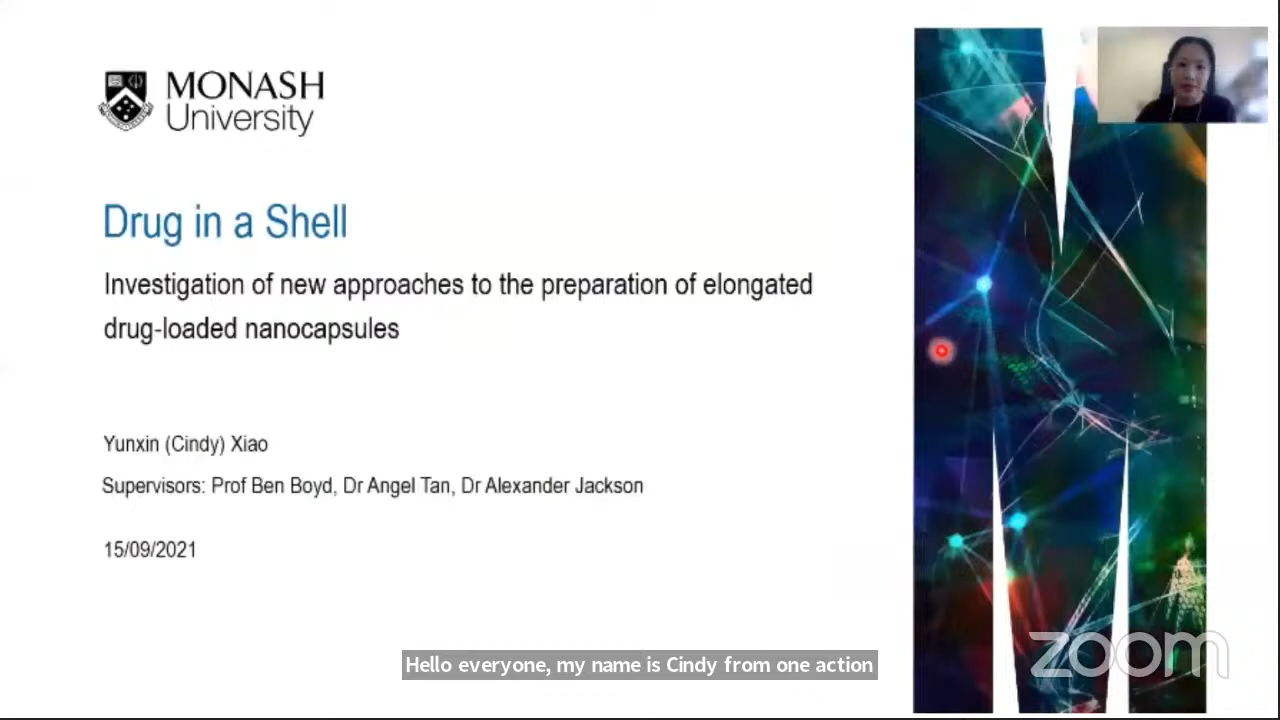 MONASH
University
Drug in a Shell
Investigation of new approaches to the preparation of elongated
drug-loaded nanocapsules
Yunxin (Cindy) Xiao
Supervisors: Prof Ben Boyd, Dr Angel Tan, Dr Alexander Jackson
15/09/2021
Hello everyone, my name is Cindy from one action
zoom